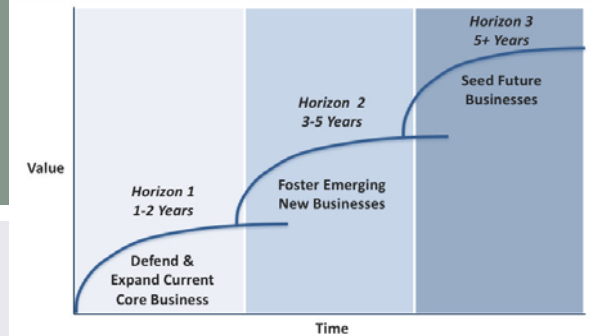 Horizon 3
5+ Years
Seed Future
Businesses
Horizon 2
3-5 Years
Foster Emerging
New Businesses
Value
Horizon 1
1-2 Years
Defend &
Expand Current
Core Business
Time